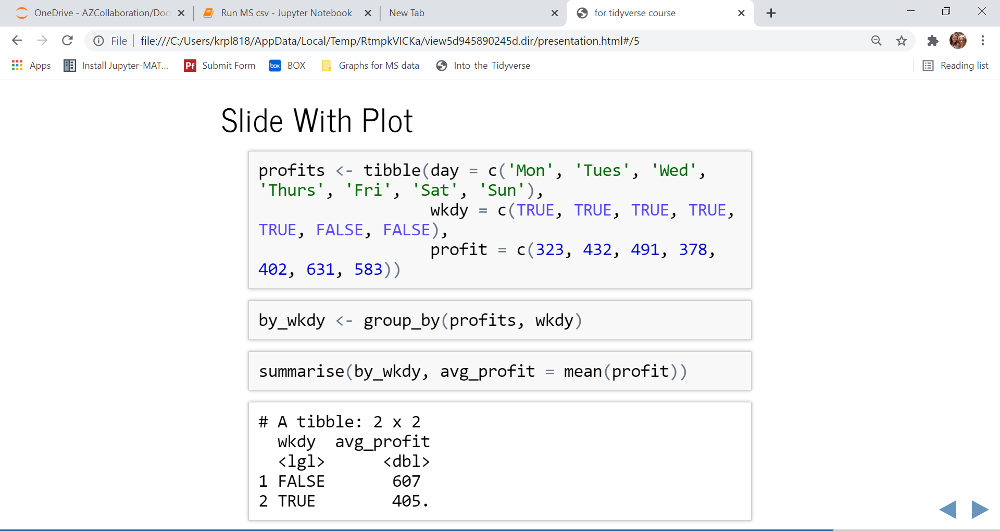 OneDrive - AZCollaboration/Doc
Run MS csv - Jupyter Notebook
New Tab
for tidyverse course
File
file:///C:/Users/krpl818/AppData/Local/Temp/RtmpkVICKa/view5d945890245d.dir/presentation.html#/5
Apps
Install Jupyter-MAT...
Pf
Submit Form
box
BOX
Graphs for MS data
Into_the_Tidyverse
Reading list
Slide With Plot
profits <- tibble(day = c('Mon', 'Tues', 'Wed',
'Thurs', 'Fri', 'Sat', 'Sun'),
wkdy = c(TRUE, TRUE, TRUE, TRUE,
TRUE, FALSE, FALSE),
profit = c(323, 432, 491, 378,
402, 631, 583))
by_wkdy <- group_by(profits, wkdy)
summarise(by_wkdy, avg_profit = mean(profit))
# A tibble: 2 x 2
wkdy avg_profit
<lgl> <dbl>
1 FALSE 607
2 TRUE 405.